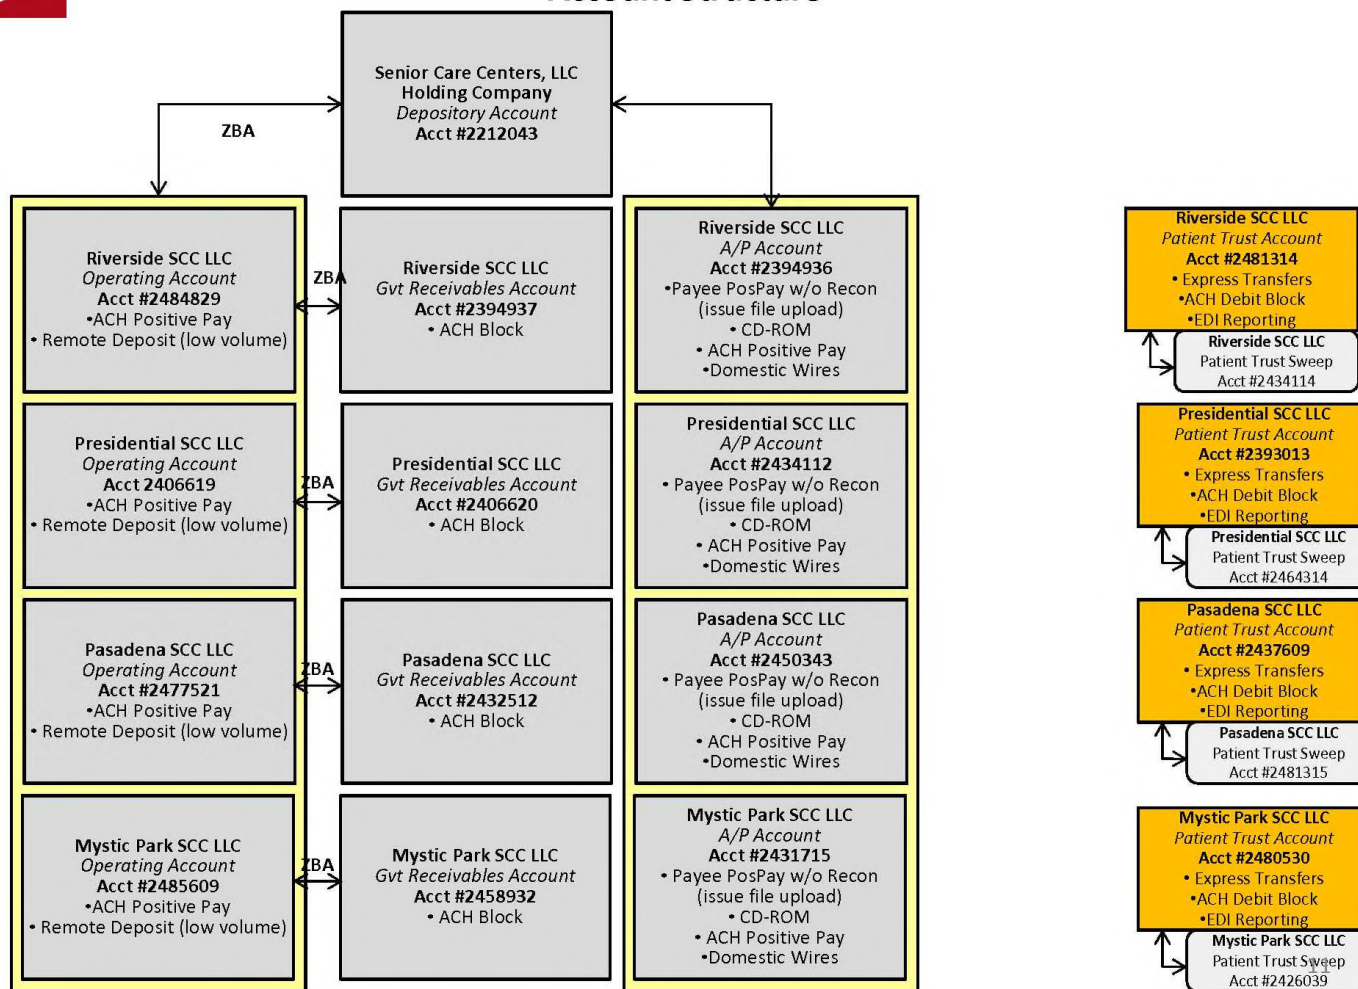 Account Structure
Senior Care Centers, LLC
Holding Company
Depository Account
Acct #2212043
ZBA
Riverside SCC LLC
Operating Account
Acct #2484829
•ACH Positive Pay
• Remote Deposit (low volume)
ZBA
Riverside SCC LLC
Gvt Receivables Account
Acct #2394937
• ACH Block
Riverside SCC LLC
A/P Account
Acct #2394936
•Payee PosPay w/o Recon
(issue file upload)
• CD-ROM
• ACH Positive Pay
•Domestic Wires
Riverside SCC LLC
Patient Trust Account
Acct #2481314
• Express Transfers
•ACH Debit Block
•EDI Reporting
Riverside SCC LLC
Patient Trust Sweep
Acct #2434114
Presidential SCC LLC
Operating Account
Acct 2406619
•ACH Positive Pay
• Remote Deposit (low volume)
ZBA
Presidential SCC LLC
Gvt Receivables Account
Acct #2406620
• ACH Block
Presidential SCC LLC
A/P Account
Acct #2434112
• Payee PosPay w/o Recon
(issue file upload)
• CD-ROM
• ACH Positive Pay
•Domestic Wires
Presidential SCC LLC
Patient Trust Account
Acct #2393013
• Express Transfers
•ACH Debit Block
•EDI Reporting
Presidential SCC LLC
Patient Trust Sweep
Acct #2464314
Pasadena SCC LLC
Operating Account
Acct #2477521
•ACH Positive Pay
• Remote Deposit (low volume)
ZBA
Pasadena SCC LLC
Gvt Receivables Account
Acct #2432512
• ACH Block
Pasadena SCC LLC
A/P Account
Acct #2450343
• Payee PosPay w/o Recon
(issue file upload)
• CD-ROM
• ACH Positive Pay
•Domestic Wires
Pasadena SCC LLC
Patient Trust Account
Acct #2437609
• Express Transfers
•ACH Debit Block
•EDI Reporting
Pasadena SCC LLC
Patient Trust Sweep
Acct #2481315
Mystic Park SCC LLC
Operating Account
Acct #2485609
•ACH Positive Pay
• Remote Deposit (low volume)
ZBA
Mystic Park SCC LLC
Gvt Receivables Account
Acct #2458932
• ACH Block
Mystic Park SCC LLC
A/P Account
Acct #2431715
• Payee PosPay w/o Recon
(issue file upload)
• CD-ROM
• ACH Positive Pay
•Domestic Wires
Mystic Park SCC LLC
Patient Trust Account
Acct #2480530
• Express Transfers
•ACH Debit Block
•EDI Reporting
Mystic Park SCC LLC
Patient Trust Sweep
Acct #2426039
11